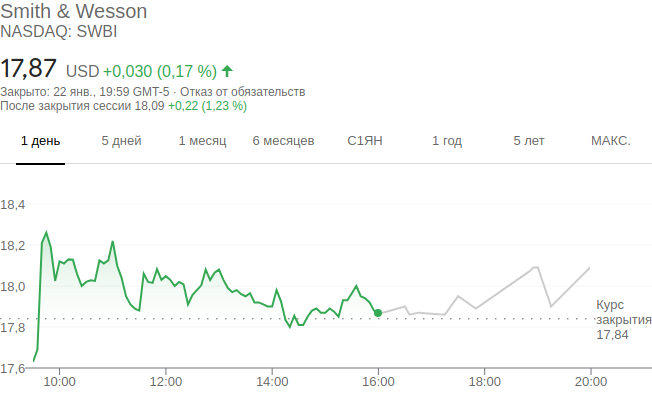 Smith & Wesson
NASDAQ: SWBI
17,87 USD +0,030 (0,17 %)
Закрыто: 22 янв., 19:59 GMT-5 · Отказ от обязательств
После закрытия сессии 18,09 +0,22 (1,23 %)
1 день 5 дней 1 месяц 6 месяцев С1ЯН 1 год 5 лет МАКС.
18,4
18,2
18,0
17,8
17,6
Курс
закрытия
17,84
10:00 12:00 14:00 16:00 18:00 20:00